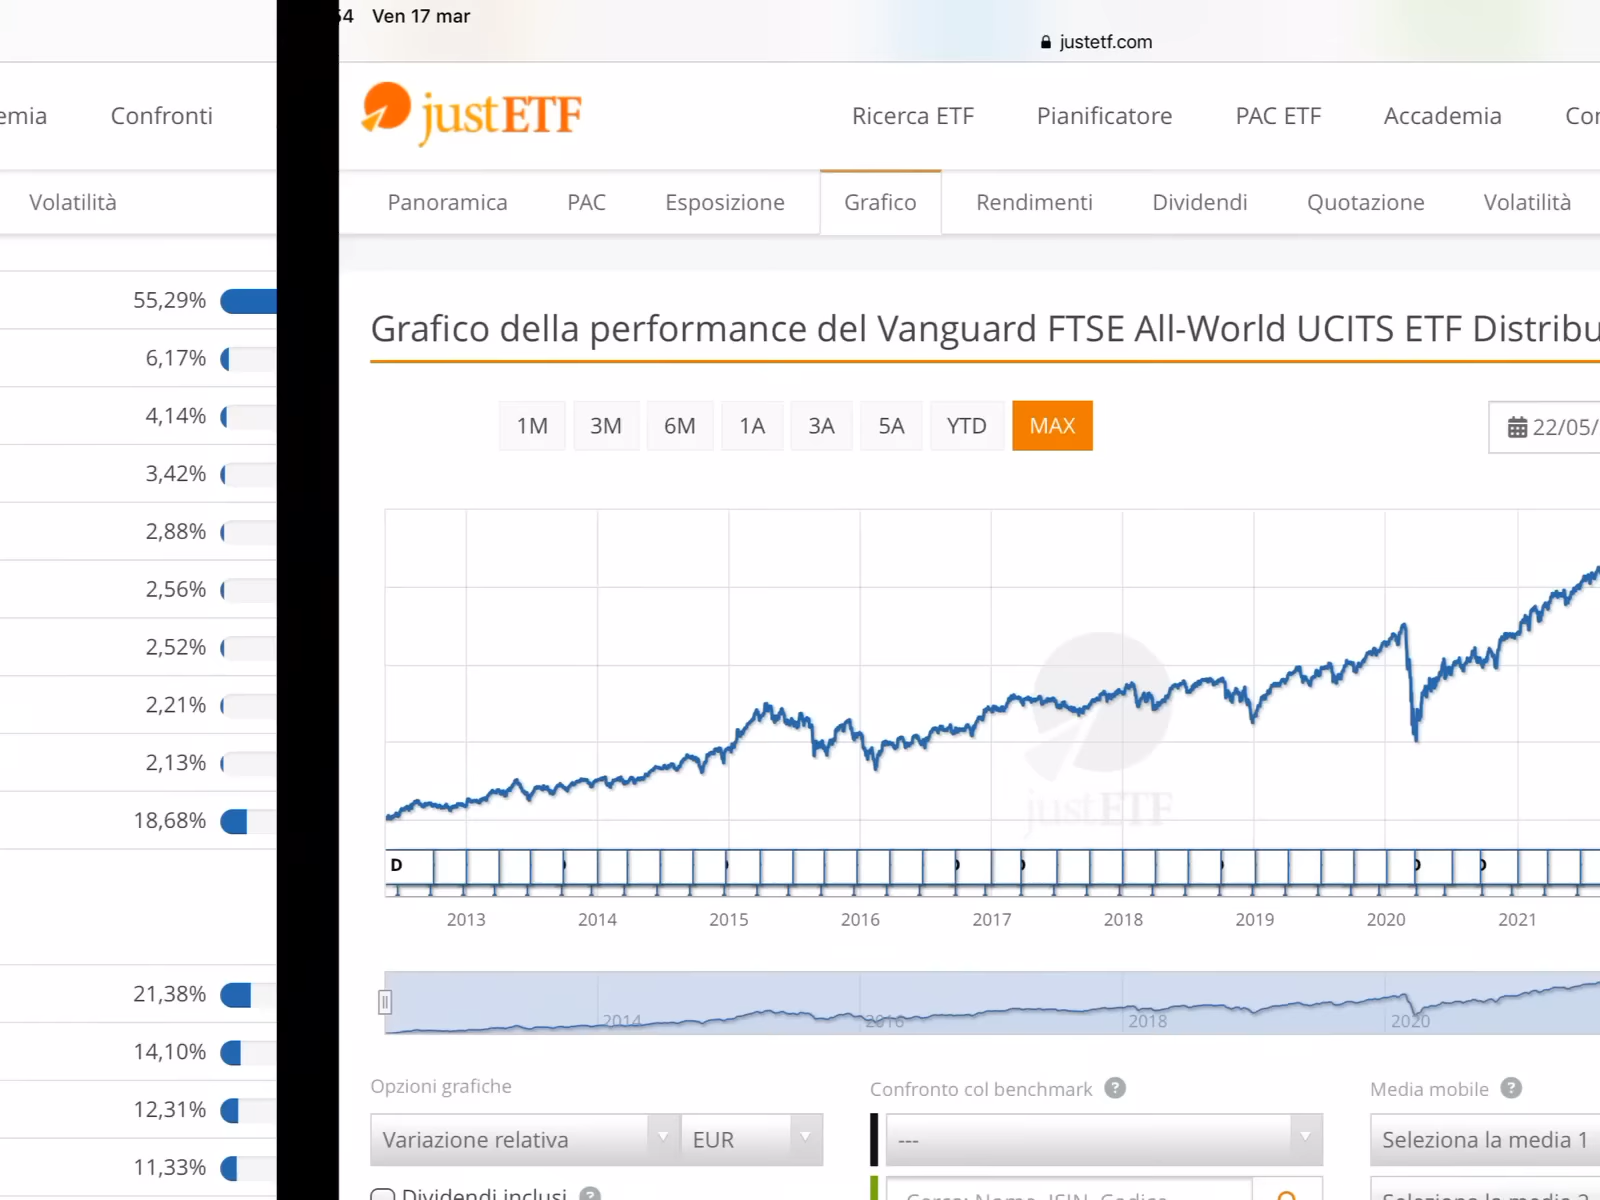 Confronti
Volatilità
55,29%
6,17%
4,14%
3,42%
2,88%
2,56%
2,52%
2,21%
2,13%
18,68%
21,38%
14,10%
12,31%
11,33%
Ven 17 mar
justetf.com
justETF
Ricerca ETF
Pianificatore
PAC ETF
Accademia
Panoramica
PAC
Esposizione
Grafico
Rendimenti
Dividendi
Quotazione
Volatilità
Grafico della performance del Vanguard FTSE All-World UCITS ETF Distribu
1M
3M
6M
1A
3A
5A
YTD
MAX
22/05/
justETF
D
2013
2014
2015
2016
2017
2018
2019
2020
2021
2014
2016
2018
2020
Opzioni grafiche
Confronto col benchmark ?
Media mobile ?
Variazione relativa
EUR
---
Seleziona la media 1
Dividendi inclusi ?